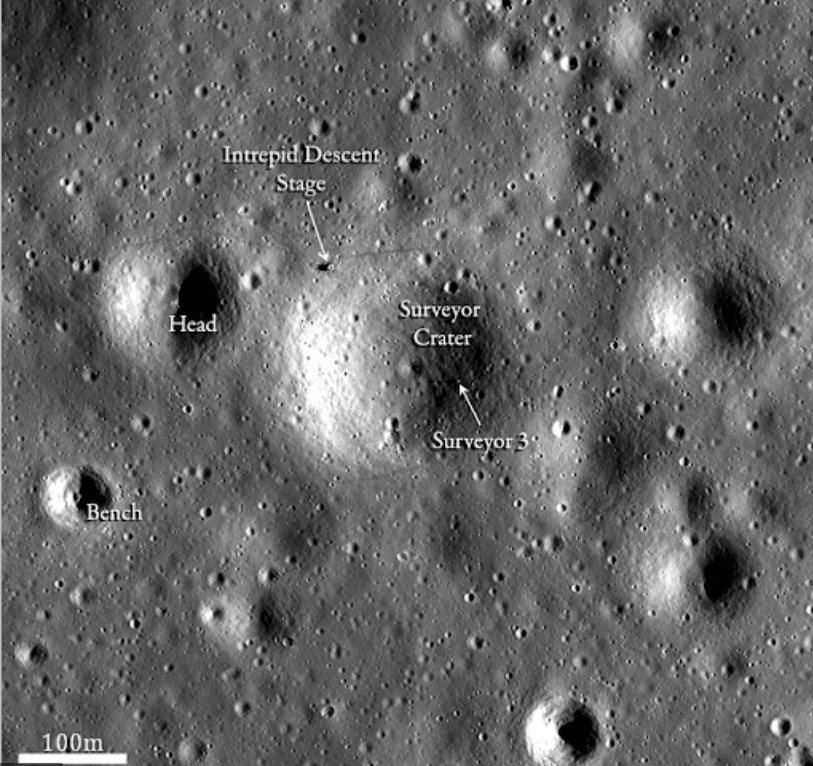 Intrepid Descent
Stage
Head
Surveyor
Crater
Surveyor 3
Bench
100m